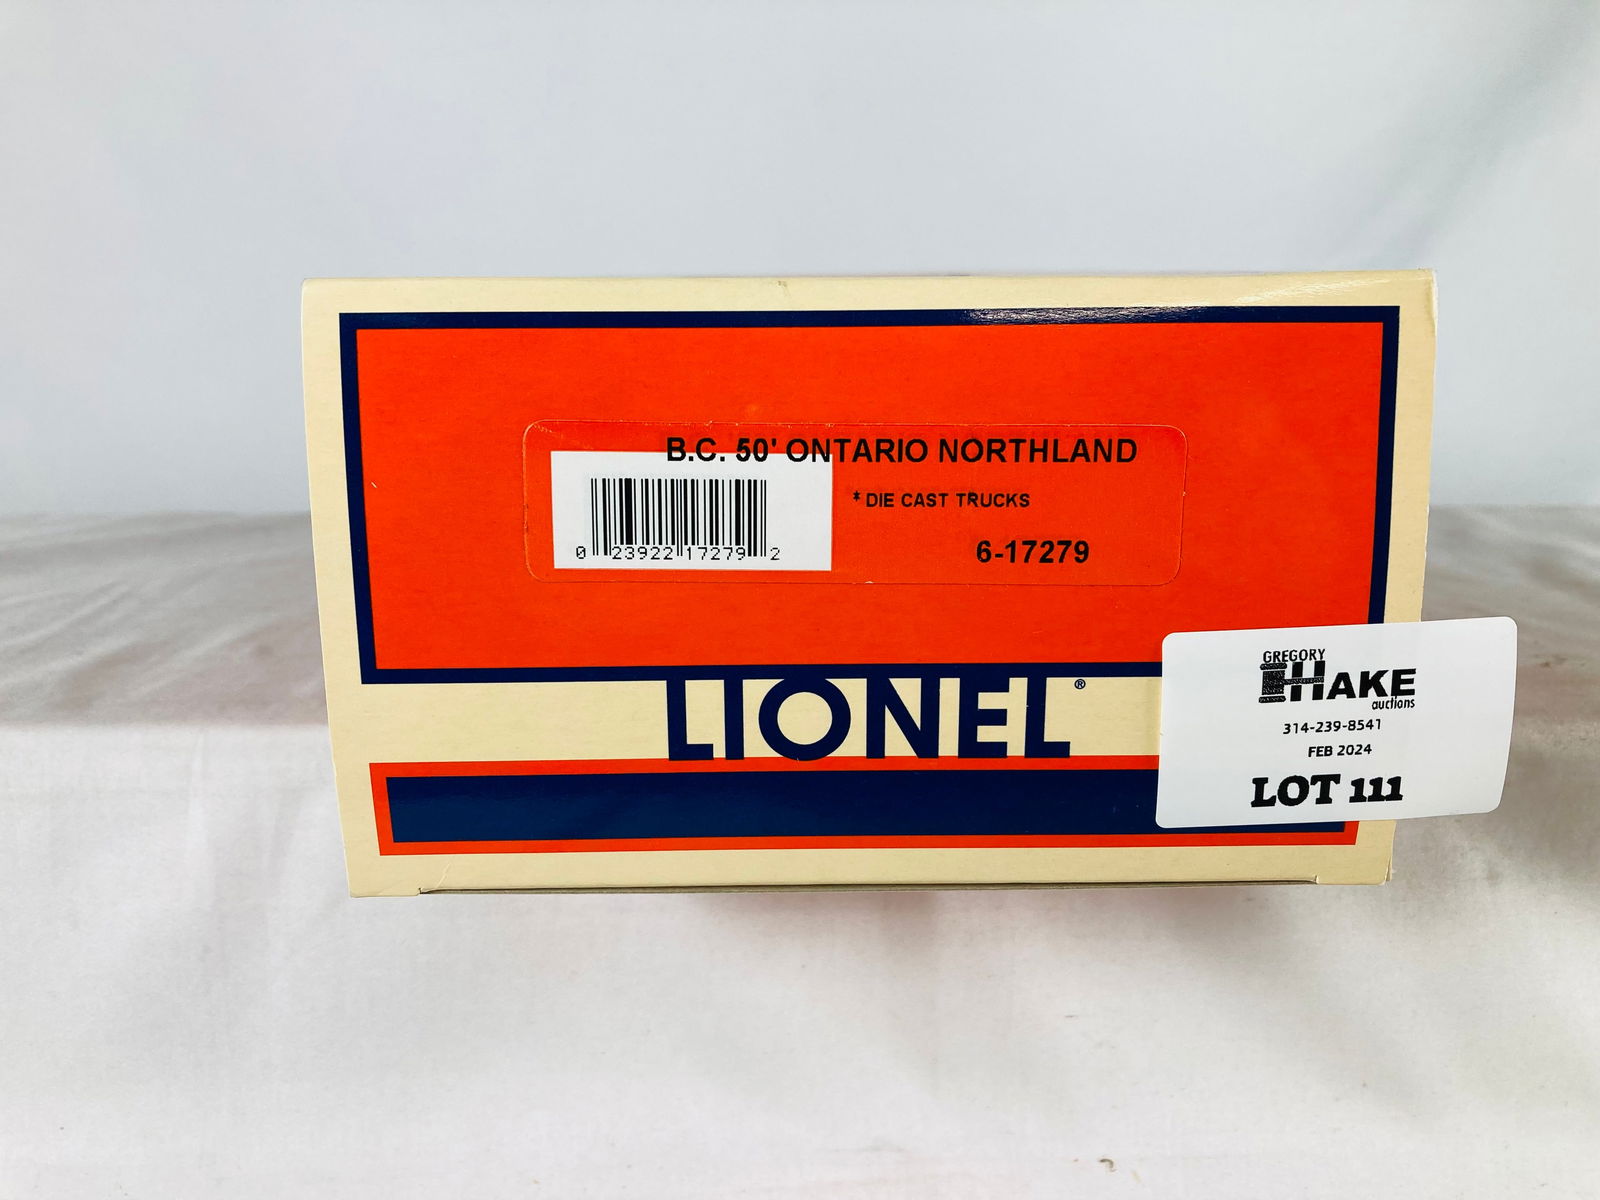 B.C. 50' ONTARIO NORTHLAND
* DIE CAST TRUCKS
0 23922 17279 2
6-17279
LIONEL®
GREGORY
HAKE
auctions
314-239-8541
FEB 2024
LOT 111